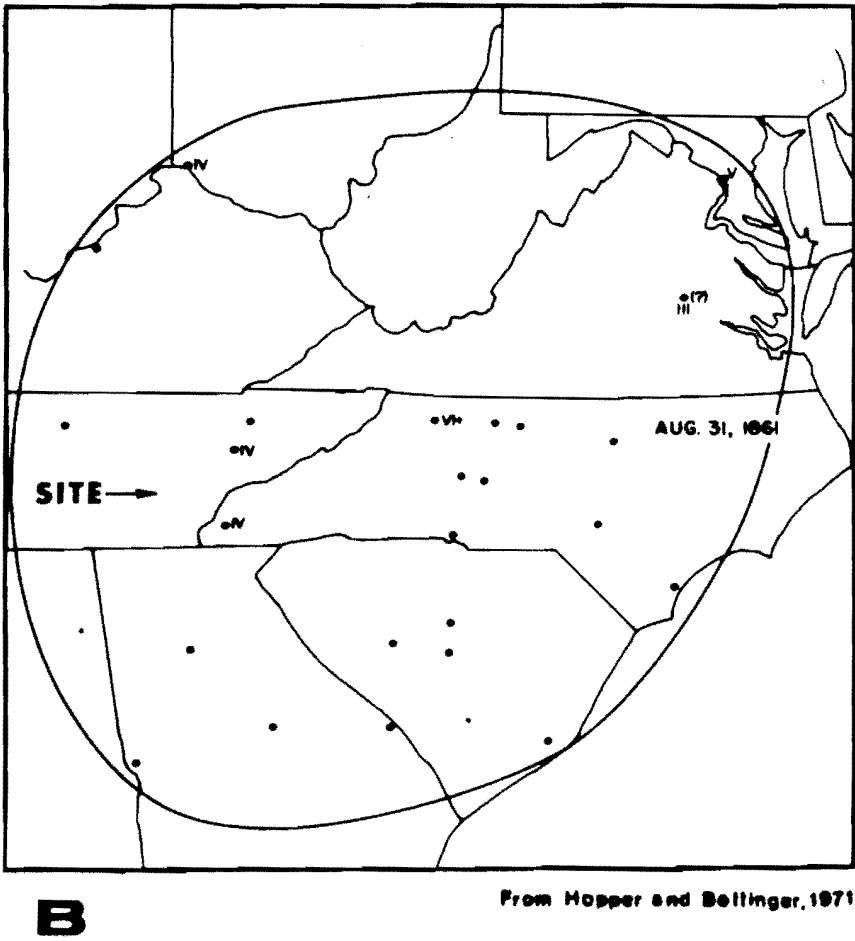 IV
V
(?)
III
VI+
AUG. 31, 1861
IV
SITE
IV
From Hopper and Bollinger, 1971
B